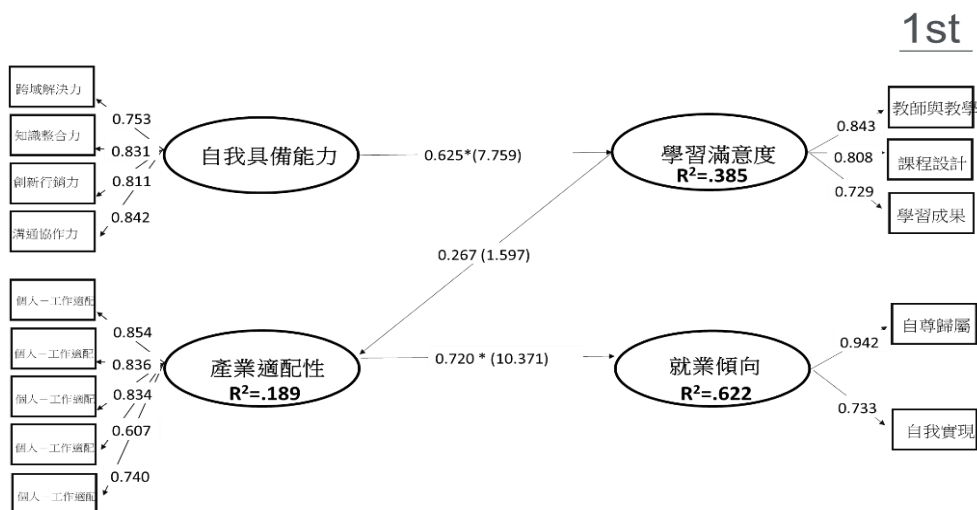 1st
跨域解決力
知識整合力
創新行銷力
溝通協作力
0.753
0.831
0.811
0.842
自我具備能力
0.625*(7.759)
學習滿意度
R²=.385
0.843
0.808
0.729
教師與教學
課程設計
學習成果
0.267 (1.597)
個人－工作適配
個人－工作適配
個人－工作適配
個人－工作適配
個人－工作適配
0.854
0.836
0.834
0.607
0.740
產業適配性
R²=.189
0.720 * (10.371)
就業傾向
R²=.622
0.942
0.733
自尊歸屬
自我實現